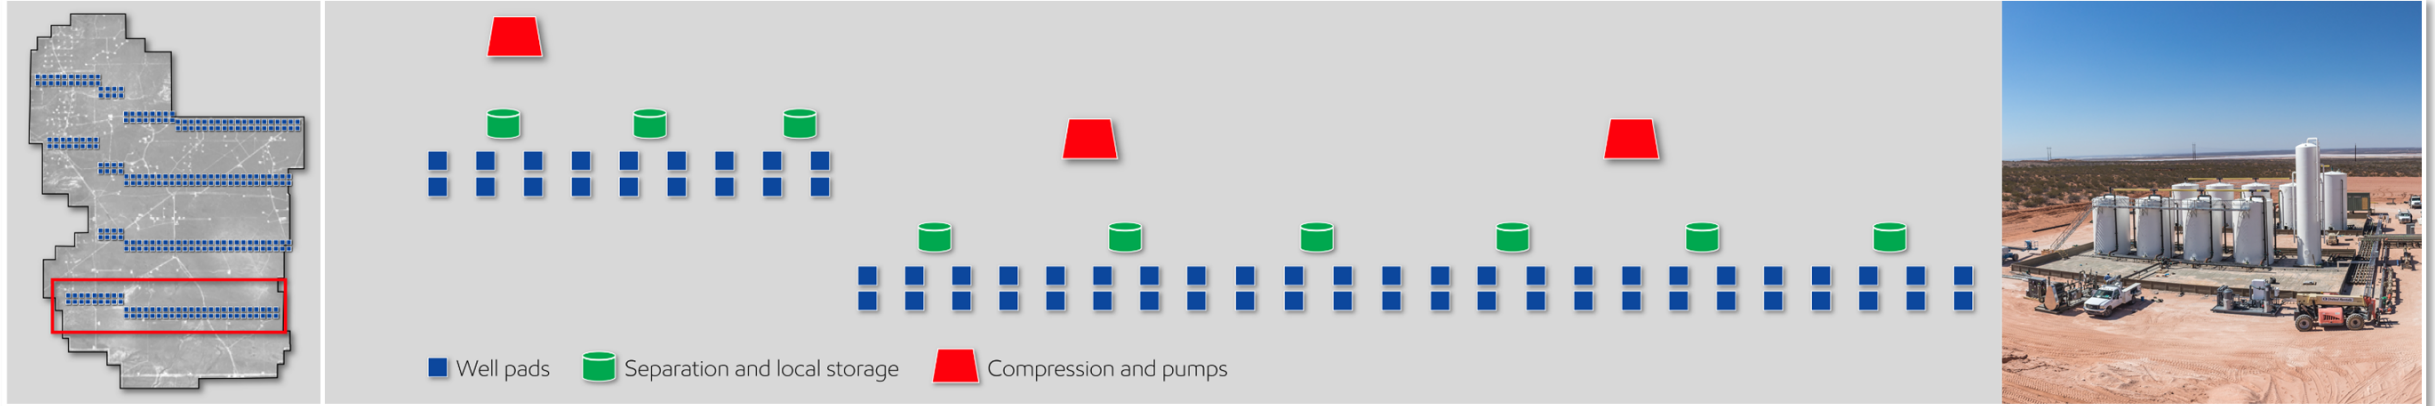 Well pads
Separation and local storage
Compression and pumps